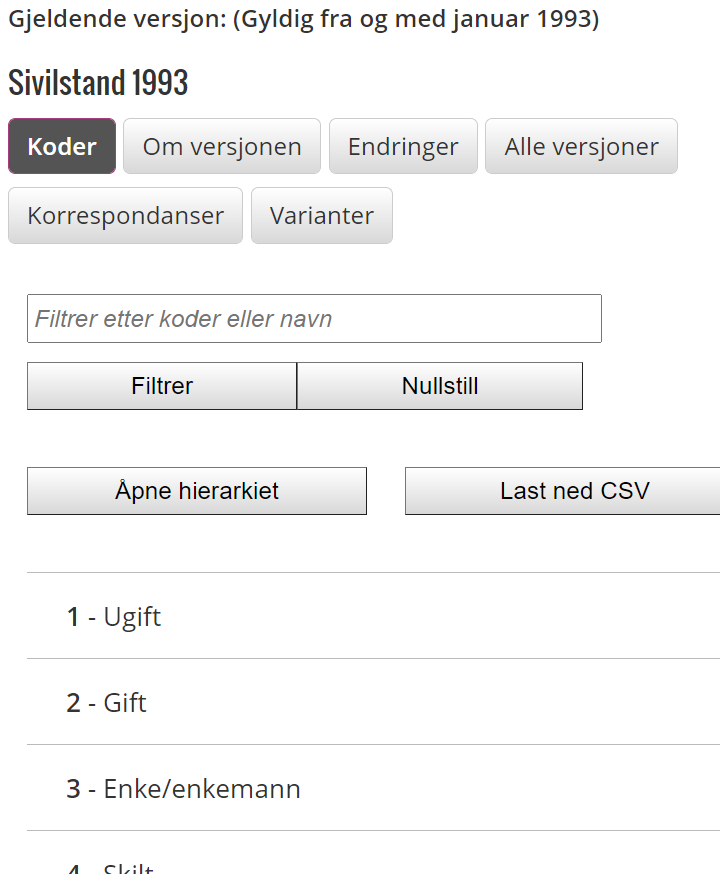 Gjeldende versjon: (Gyldig fra og med januar 1993)
Sivilstand 1993
Koder Om versjonen Endringer Alle versjoner
Korrespondanser Varianter
Filtrer etter koder eller navn
Filtrer Nullstill
Åpne hierarkiet Last ned CSV
1 - Ugift
2 - Gift
3 - Enke/enkemann
4 - Skilt